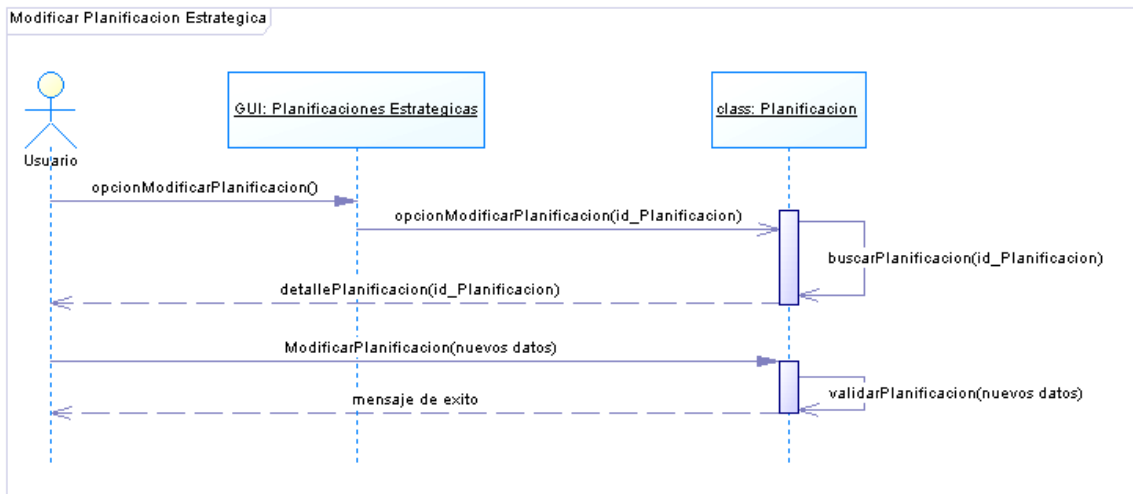 Modificar Planificacion Estrategica
GUI: Planificaciones Estrategicas
class: Planificacion
Usuario
opcionModificarPlanificacion()
opcionModificarPlanificacion(id_Planificacion)
buscarPlanificacion(id_Planificacion)
detallePlanificacion(id_Planificacion)
ModificarPlanificacion(nuevos datos)
validarPlanificacion(nuevos datos)
mensaje de exito